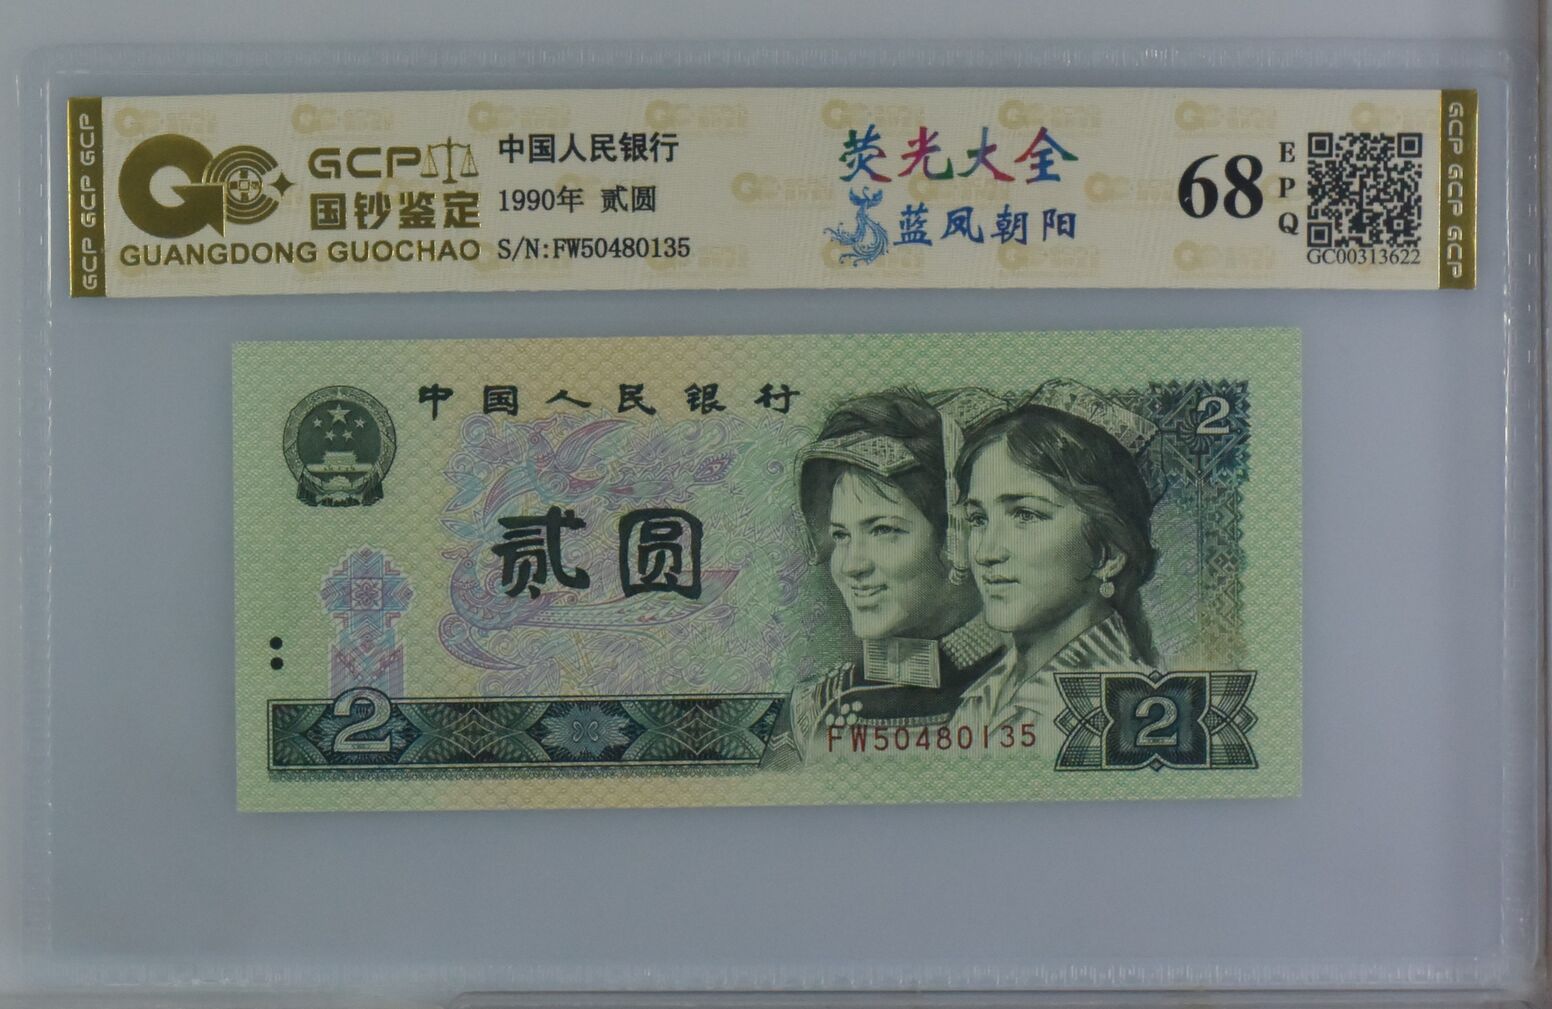 GCP GCP GCP
GCP
国钞鉴定
GUANGDONG GUOCHAO
中国人民银行
1990年 贰圆
S/N:FW50480135
荧光大全
蓝凤朝阳
68
EPQ
GC00313622
GCP GCP GCP
中国人民银行
2
贰圆
2
FW50480135
2